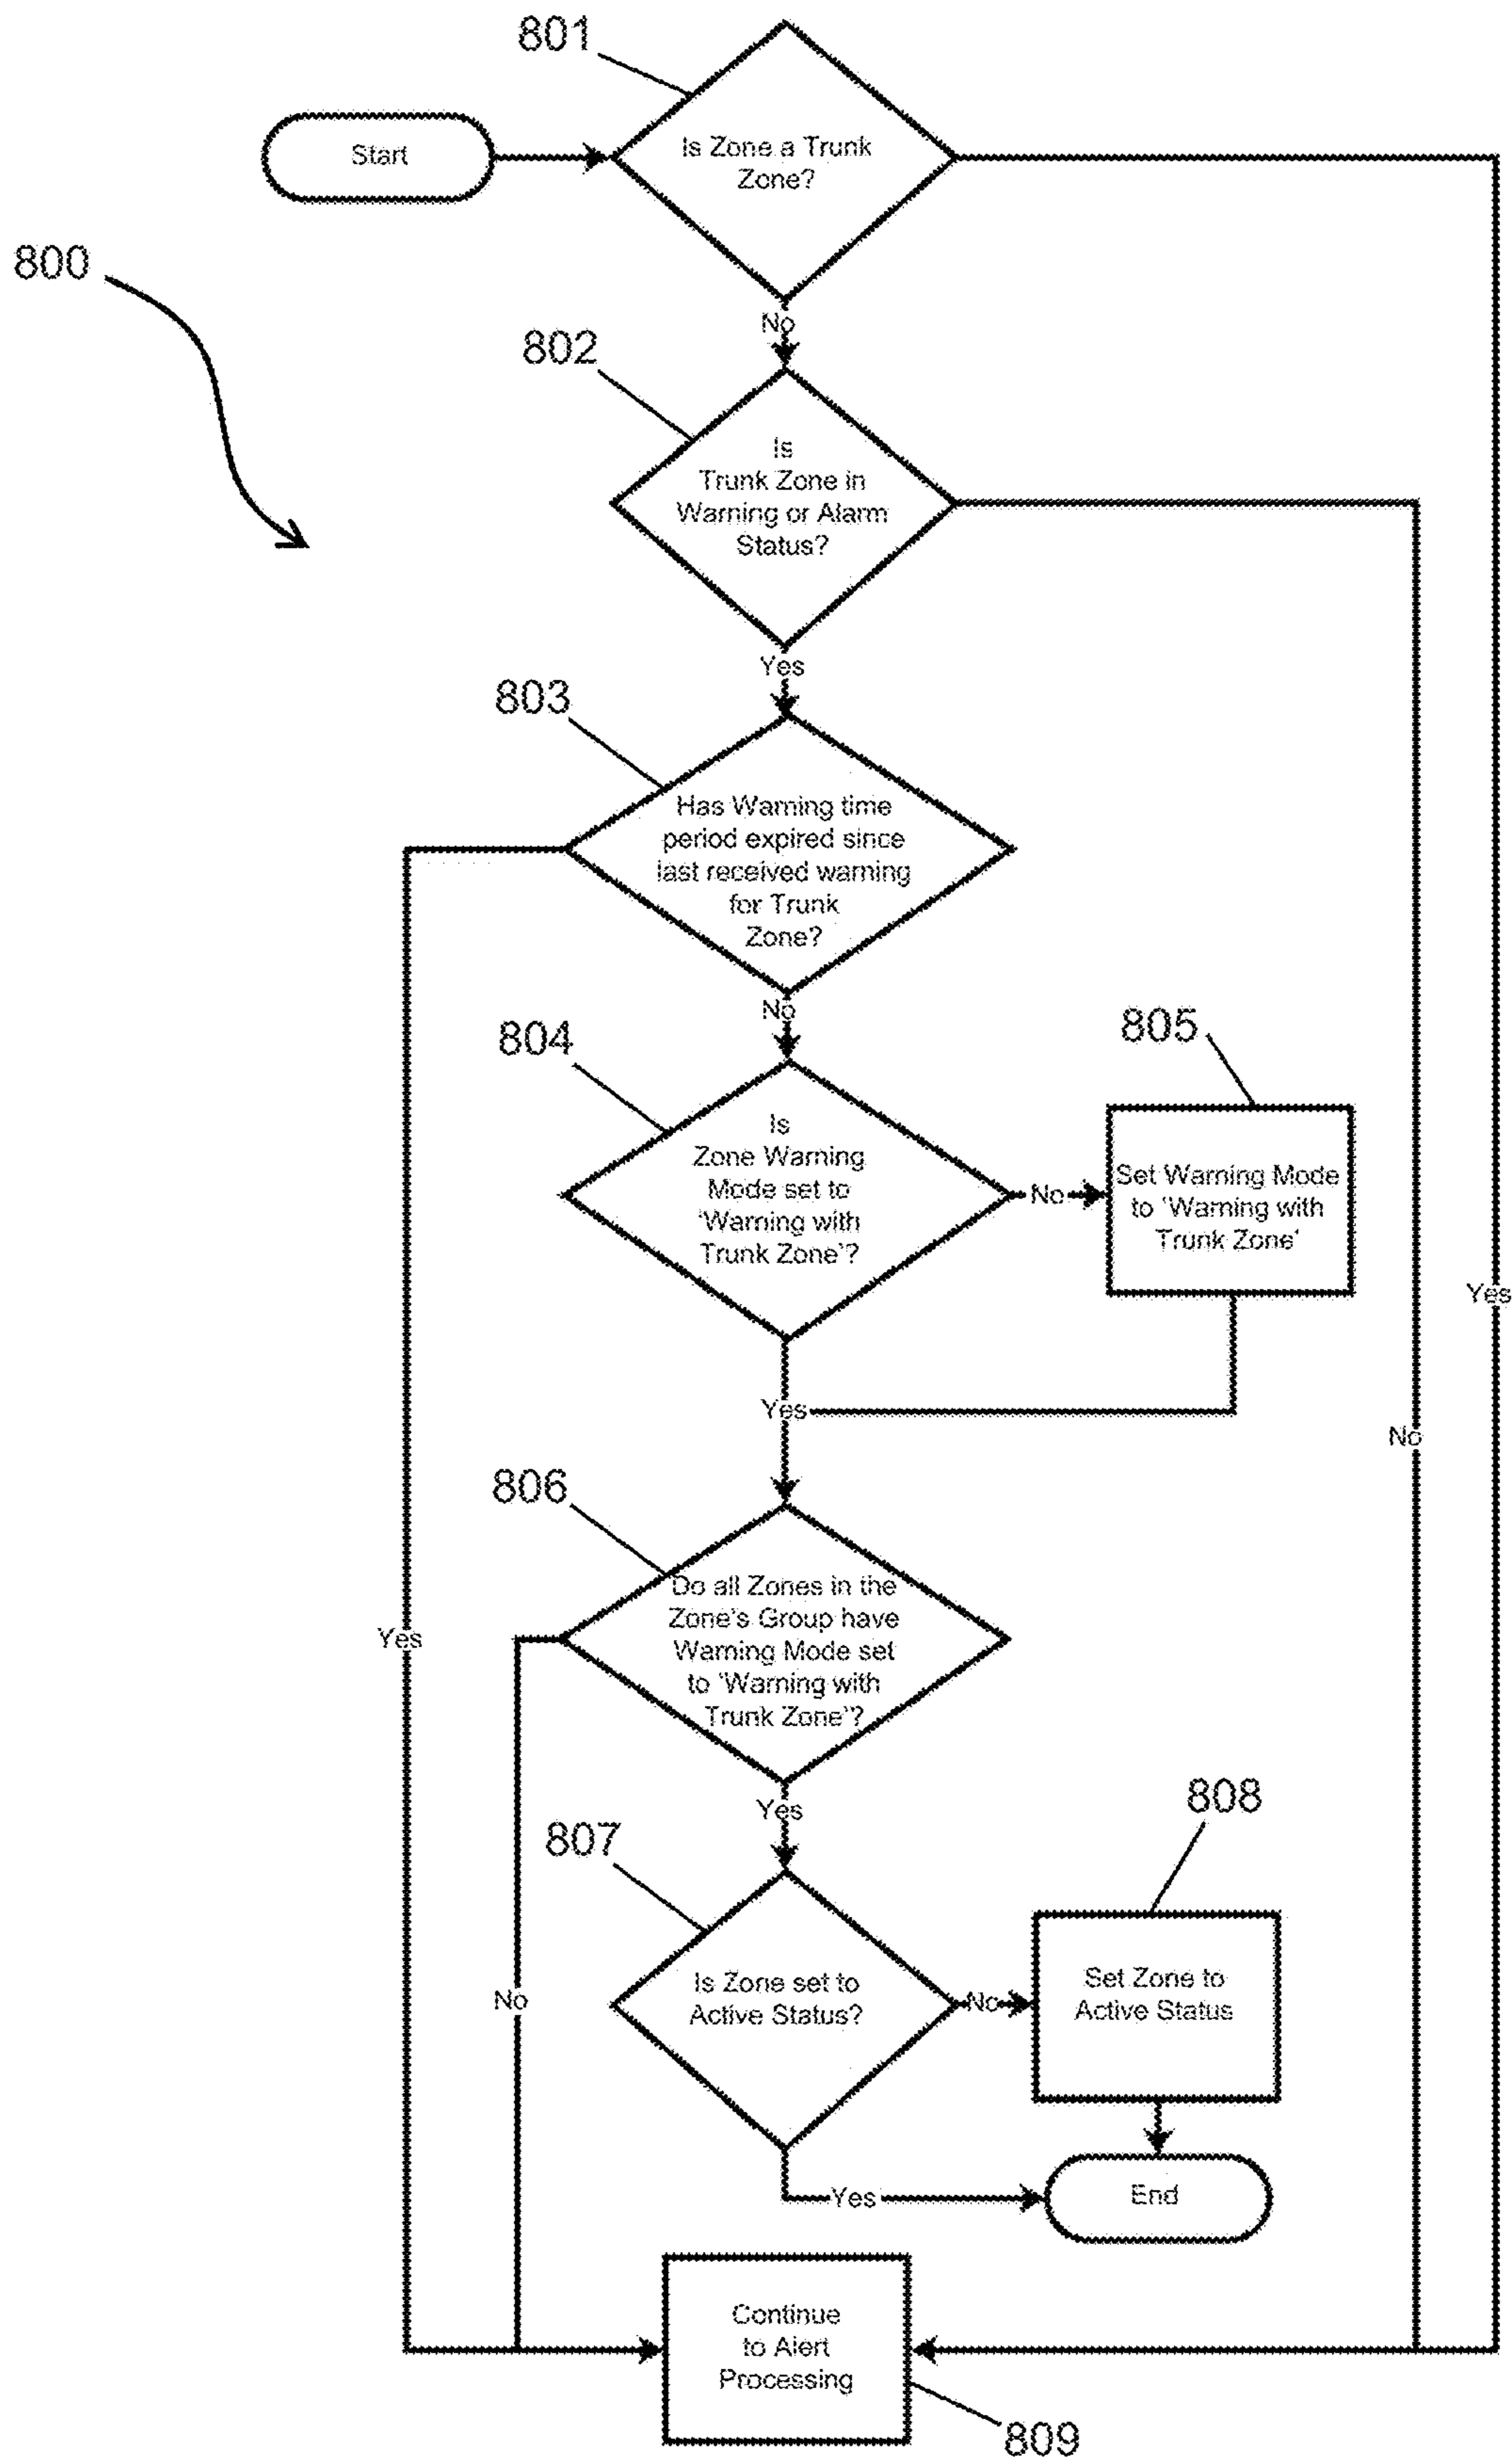 801
Start
Is Zone a Trunk
Zone?
800
No
802
Is
Trunk Zone in
Warning or Alarm
Status?
Yes
803
Has Warning time
period expired since
last received warning
for Trunk
Zone?
No
804
805
Is
Zone Warning
Mode set to
'Warning with
Trunk Zone'?
No
Set Warning Mode
to 'Warning with
Trunk Zone'
Yes
Yes
No
806
Do all Zones in the
Zone's Group have
Warning Mode set
to 'Warning with
Trunk Zone'?
Yes
Yes
808
807
Is Zone set to
Active Status?
No
No
Set Zone to
Active Status
Yes
End
Continue
to Alert
Processing
809